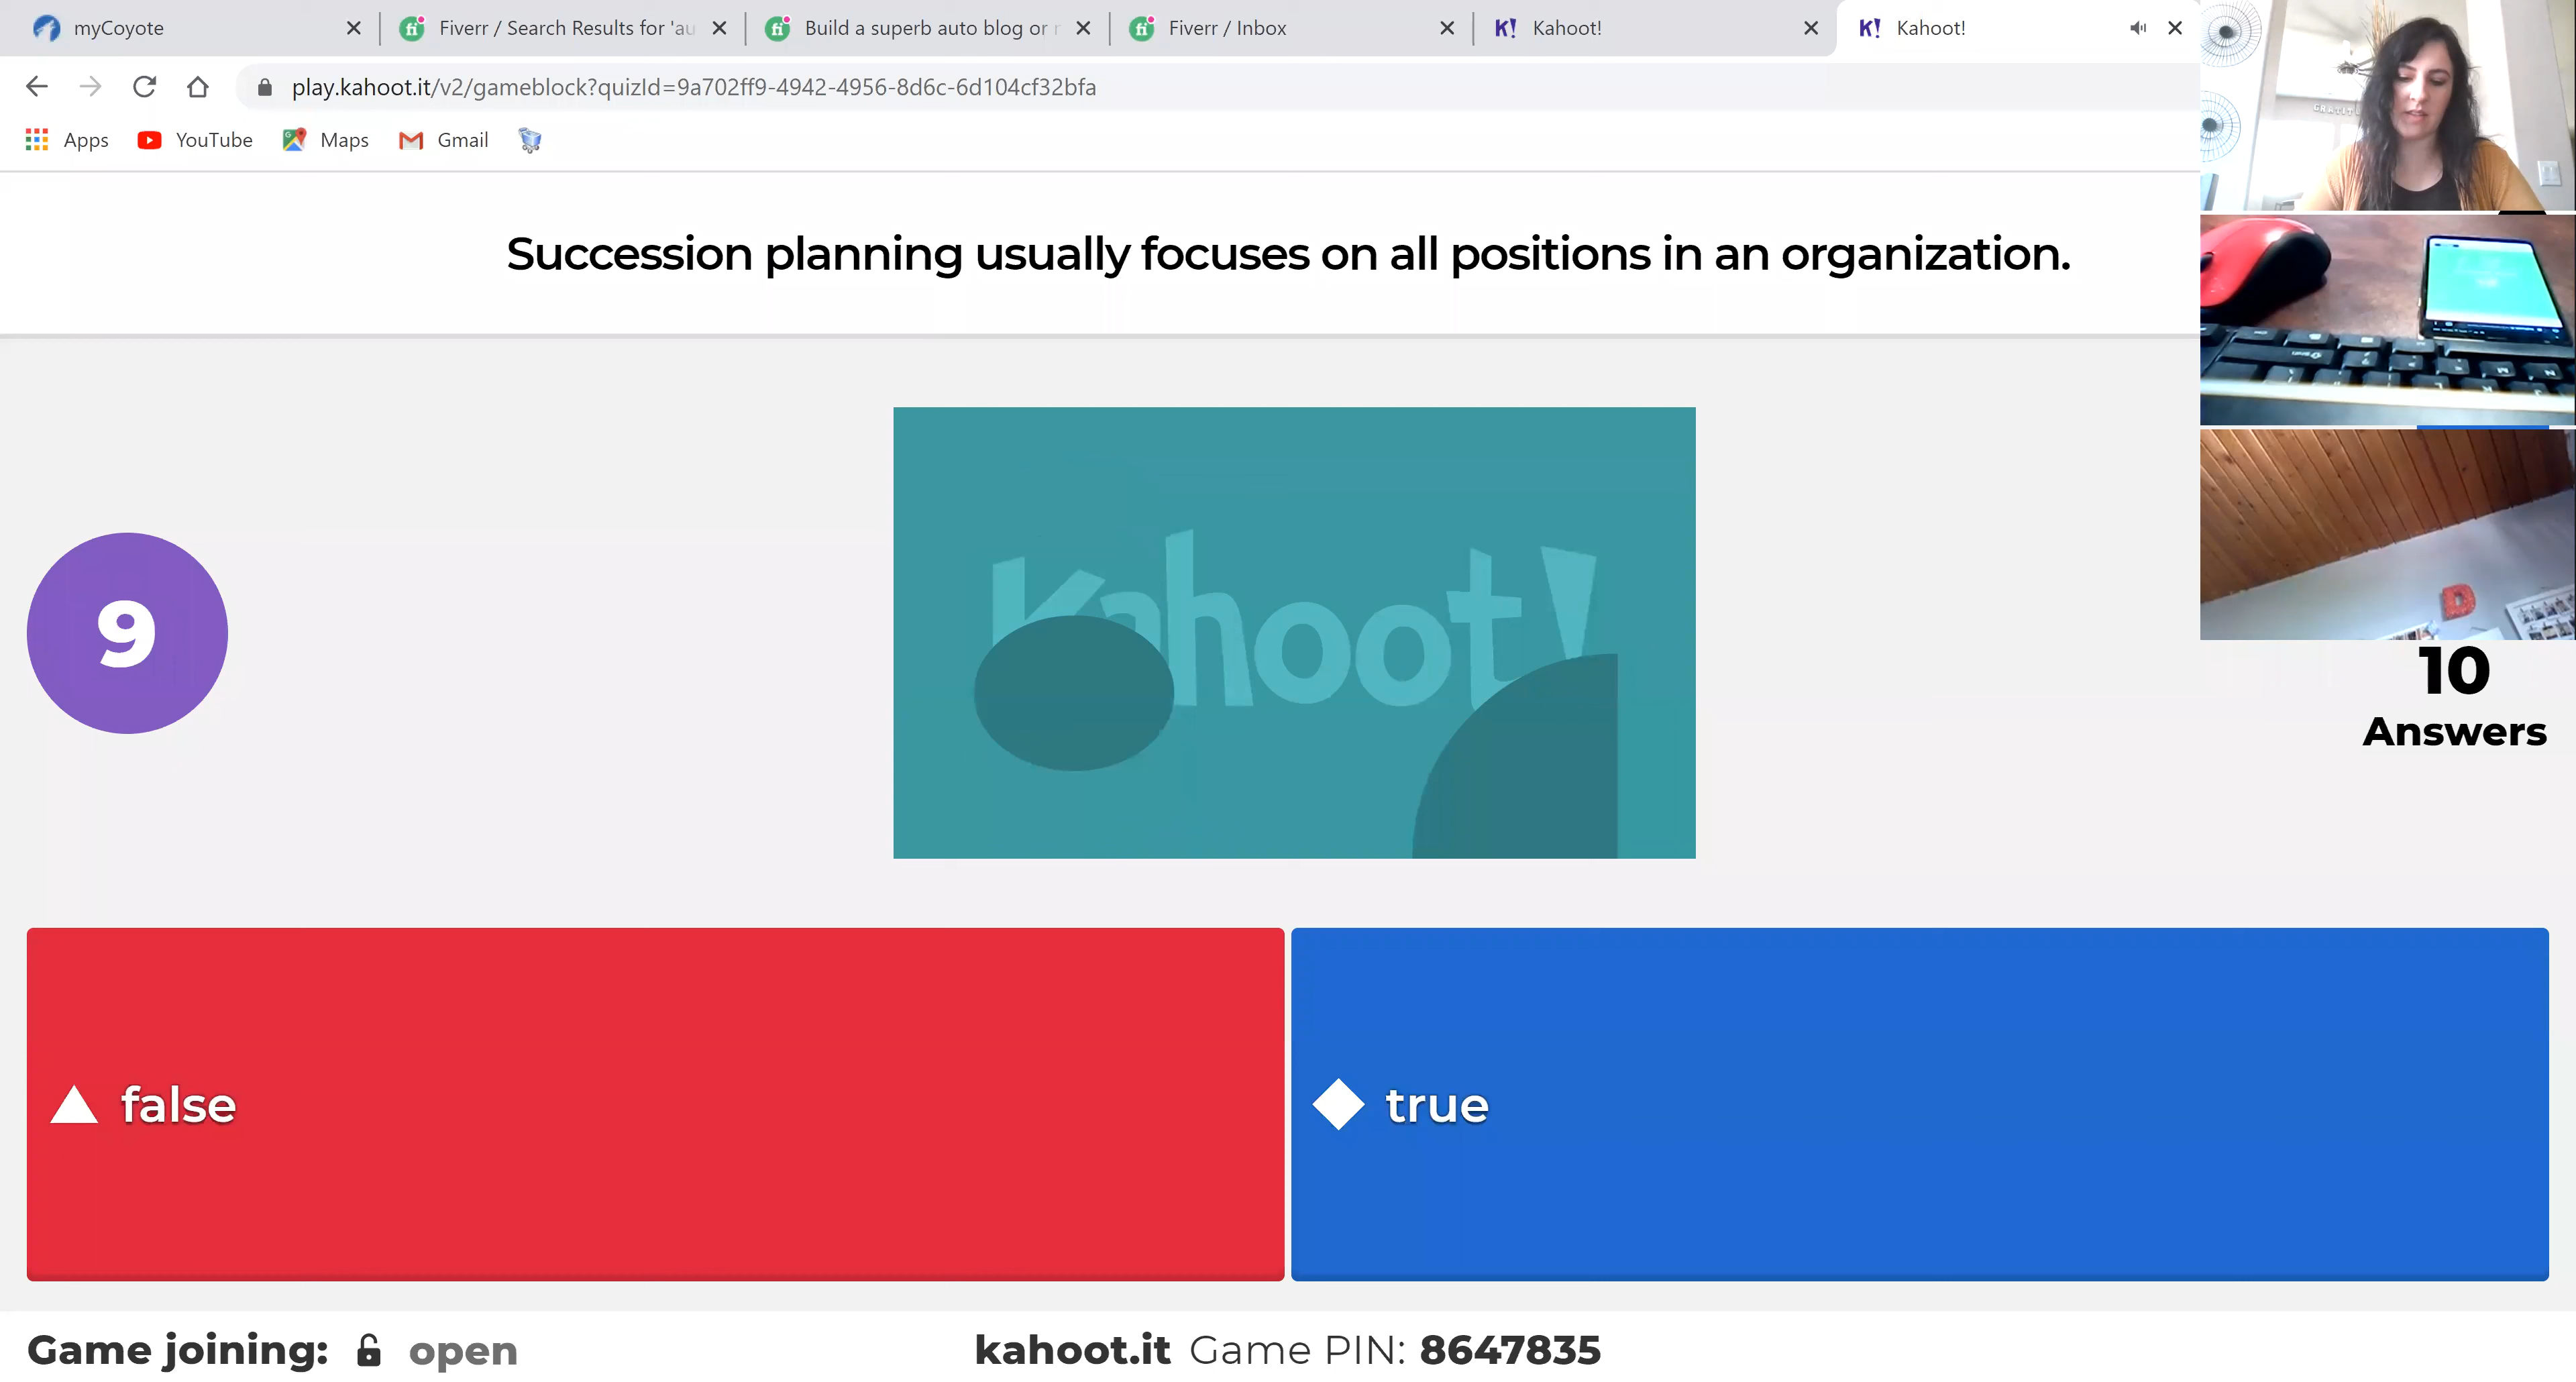 myCoyote
Fiverr / Search Results for 'au
Build a superb auto blog or r
Fiverr / Inbox
K! Kahoot!
K! Kahoot!
play.kahoot.it/v2/gameblock?quizId=9a702ff9-4942-4956-8d6c-6d104cf32bfa
Apps
YouTube
Maps
Gmail
Succession planning usually focuses on all positions in an organization.
Kahoot!
9
10
Answers
false
true
Game joining: open
kahoot.it Game PIN: 8647835
D